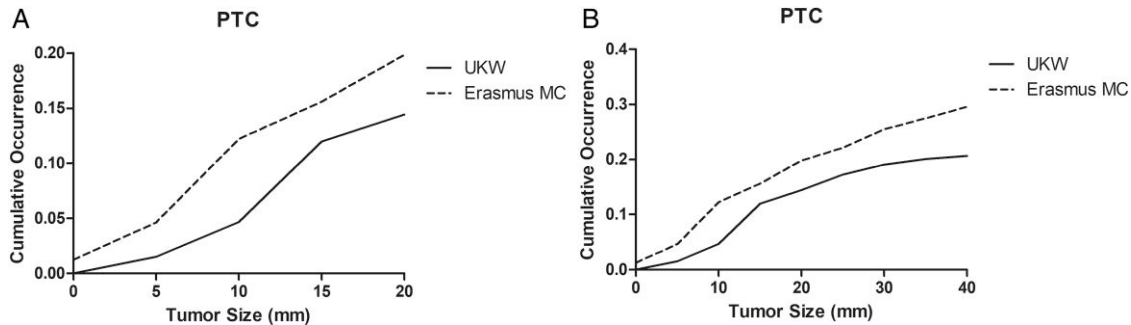 A
PTC
Cumulative Occurrence
0.20
0.15
0.10
0.05
0.00
0
5
10
15
20
Tumor Size (mm)
UKW
Erasmus MC
B
PTC
Cumulative Occurrence
0.4
0.3
0.2
0.1
0.0
0
10
20
30
40
Tumor Size (mm)
UKW
Erasmus MC